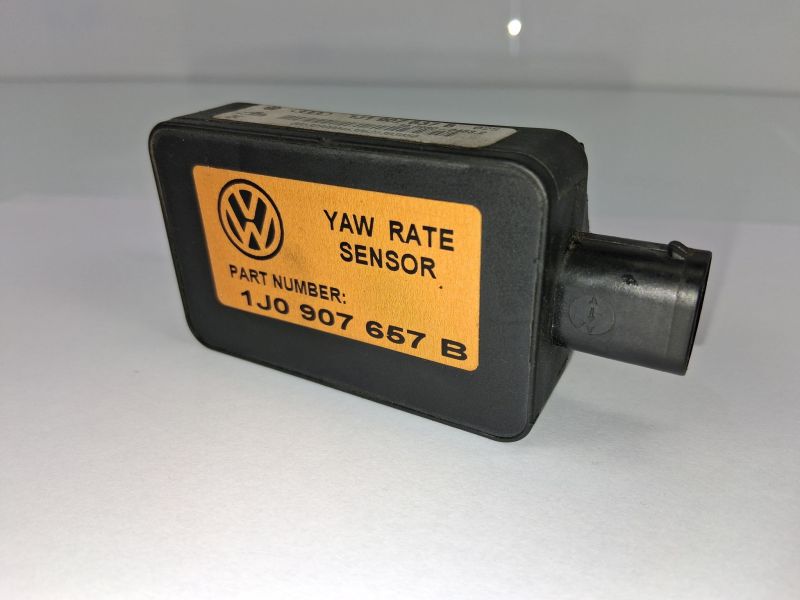 YAW RATE
SENSOR
PART NUMBER:
1J0 907 657 B